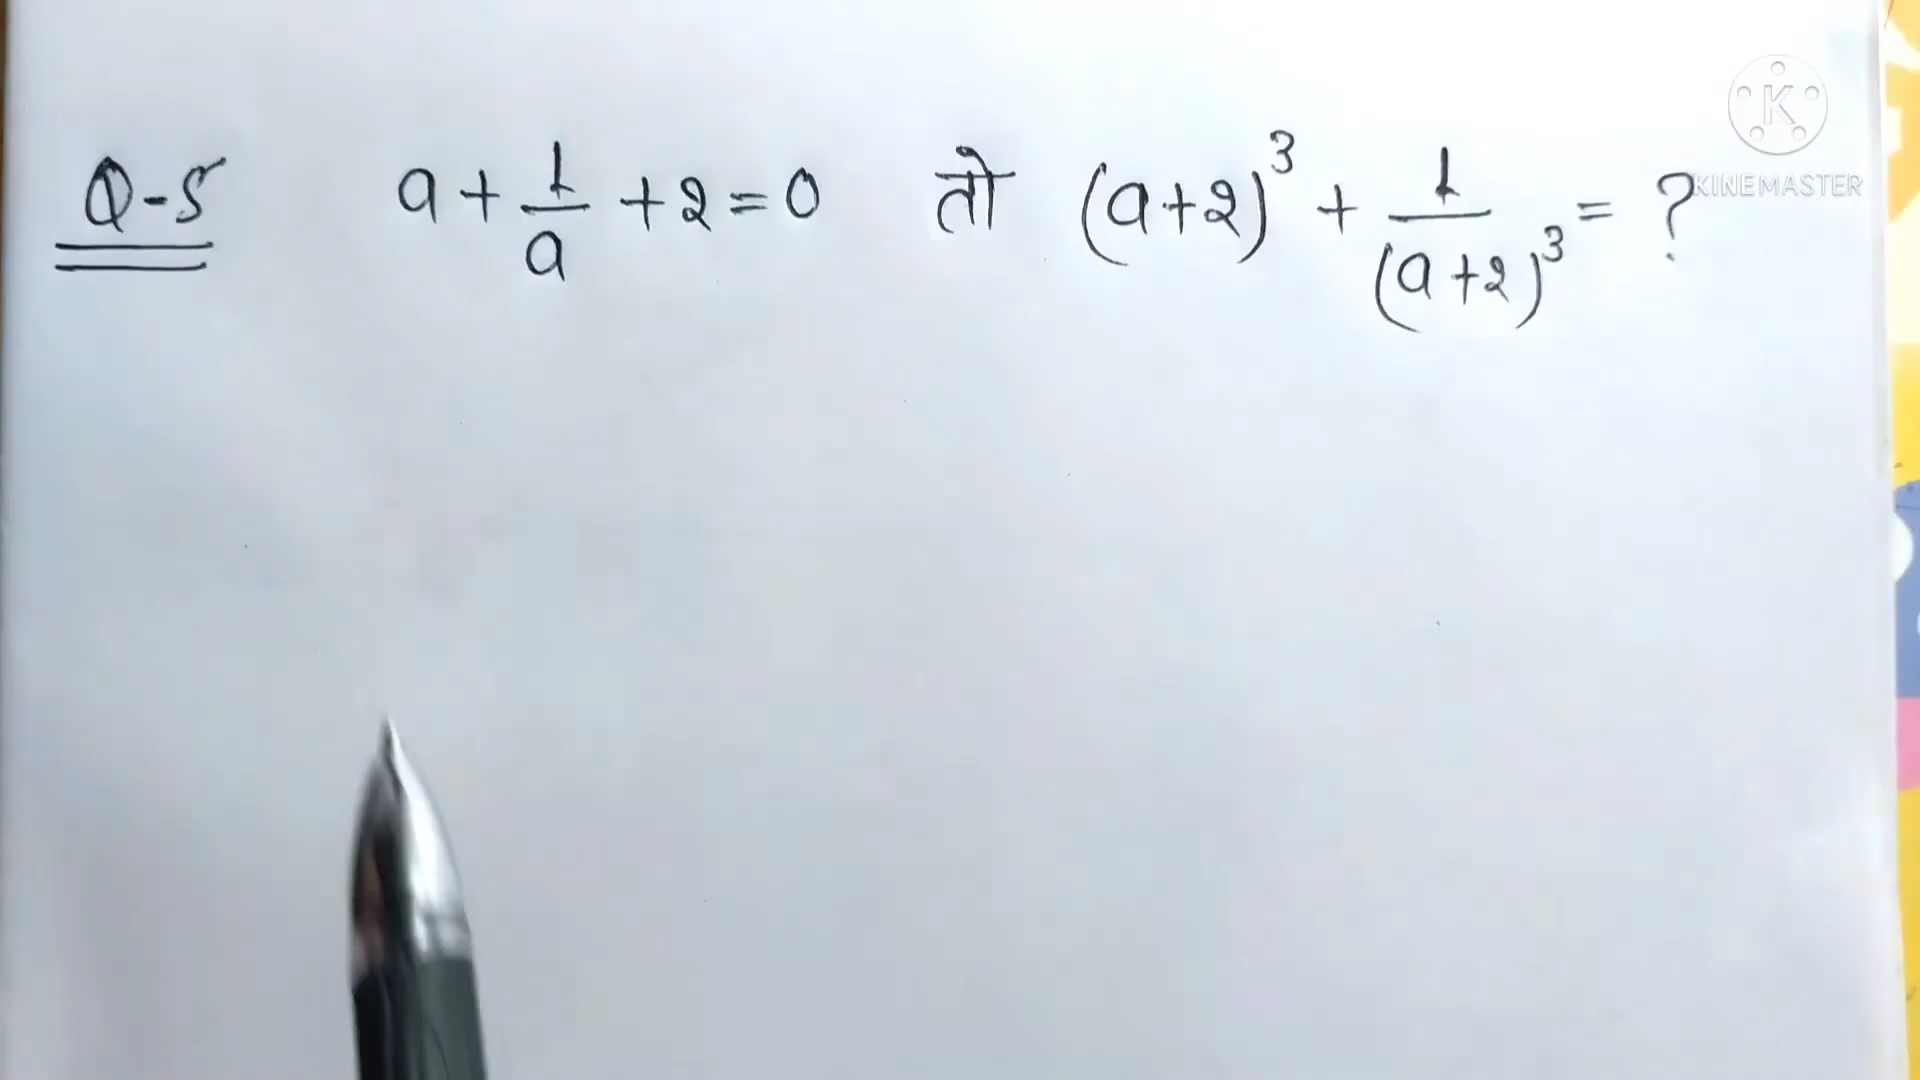 Q-5 a + 1/a + 2 = 0 तो (a+2)³ + 1/(a+2)³ = ?
K
KINEMASTER